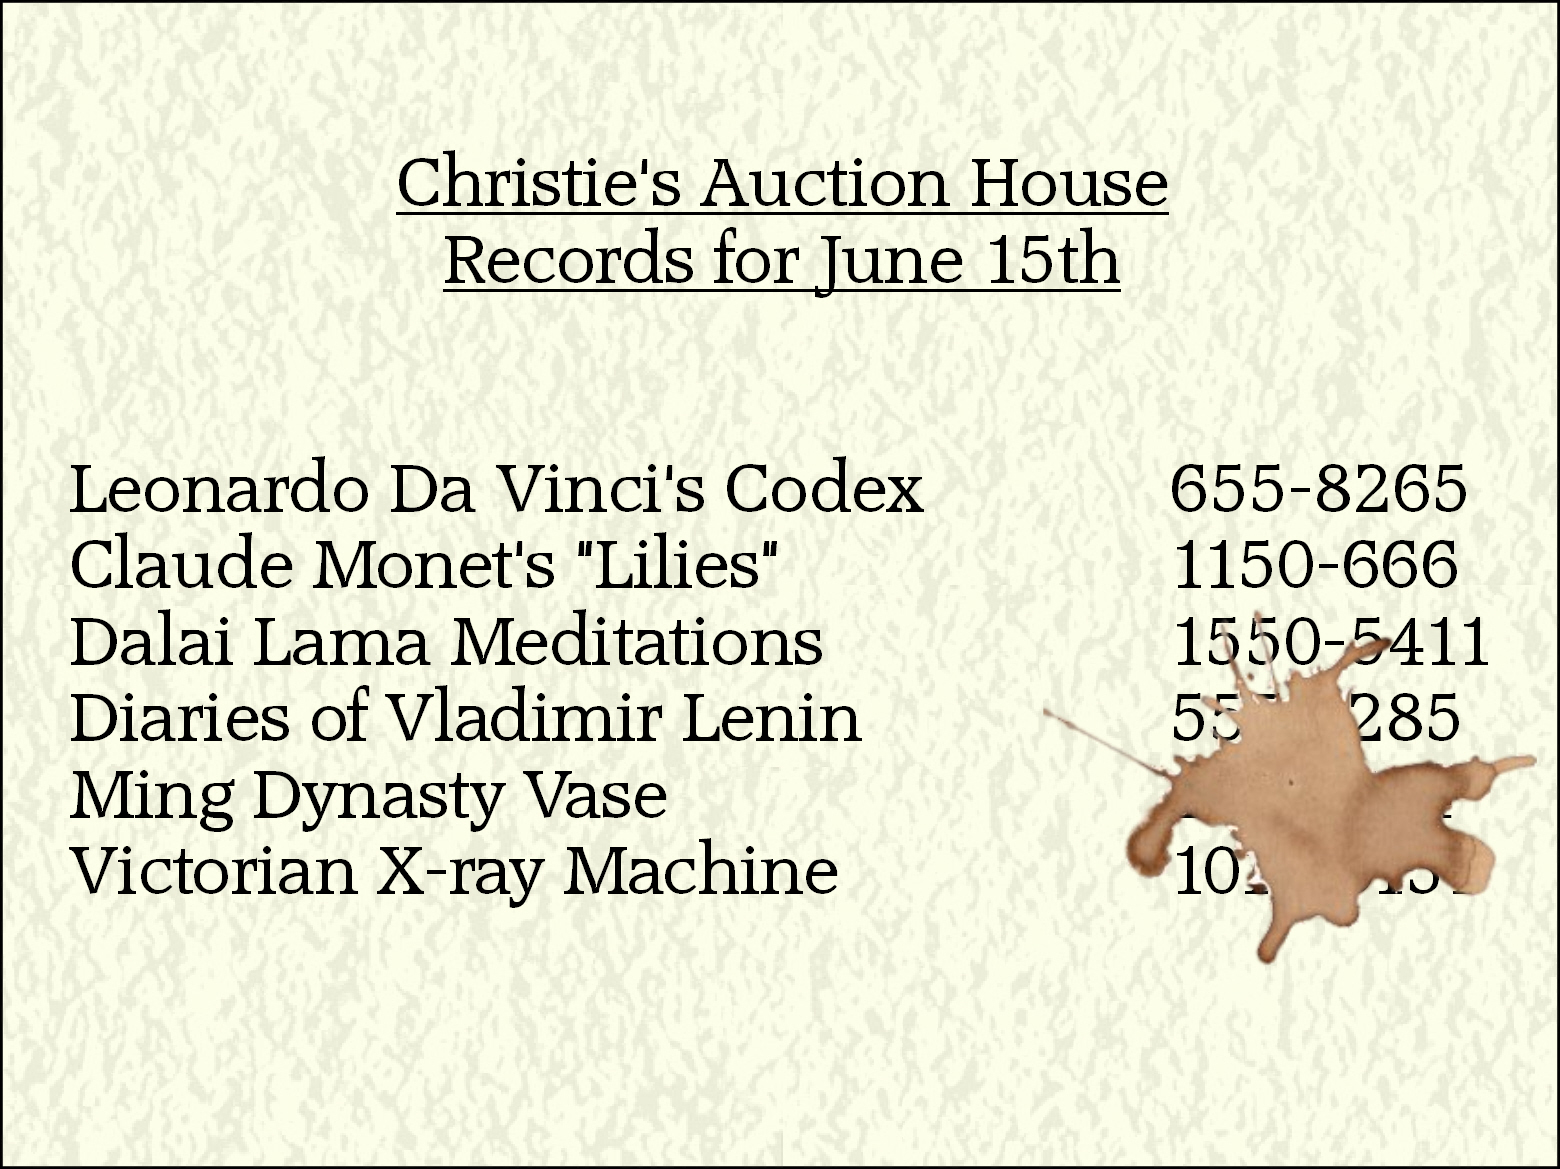 Christie's Auction House
Records for June 15th
Leonardo Da Vinci's Codex 655-8265
Claude Monet's "Lilies" 1150-666
Dalai Lama Meditations 1550-5411
Diaries of Vladimir Lenin
Ming Dynasty Vase
Victorian X-ray Machine